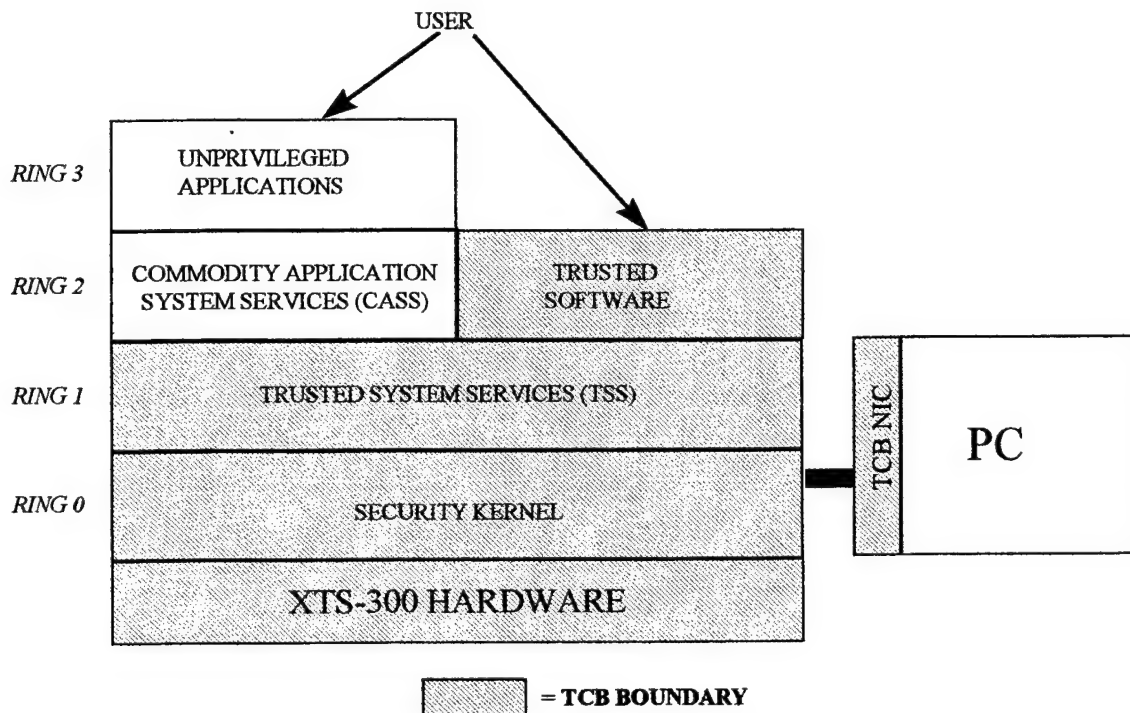 USER
RING 3
UNPRIVILEGED
APPLICATIONS
RING 2
COMMODITY APPLICATION
SYSTEM SERVICES (CASS)
TRUSTED
SOFTWARE
RING 1
TRUSTED SYSTEM SERVICES (TSS)
TCB NIC
PC
RING 0
SECURITY KERNEL
XTS-300 HARDWARE
= TCB BOUNDARY